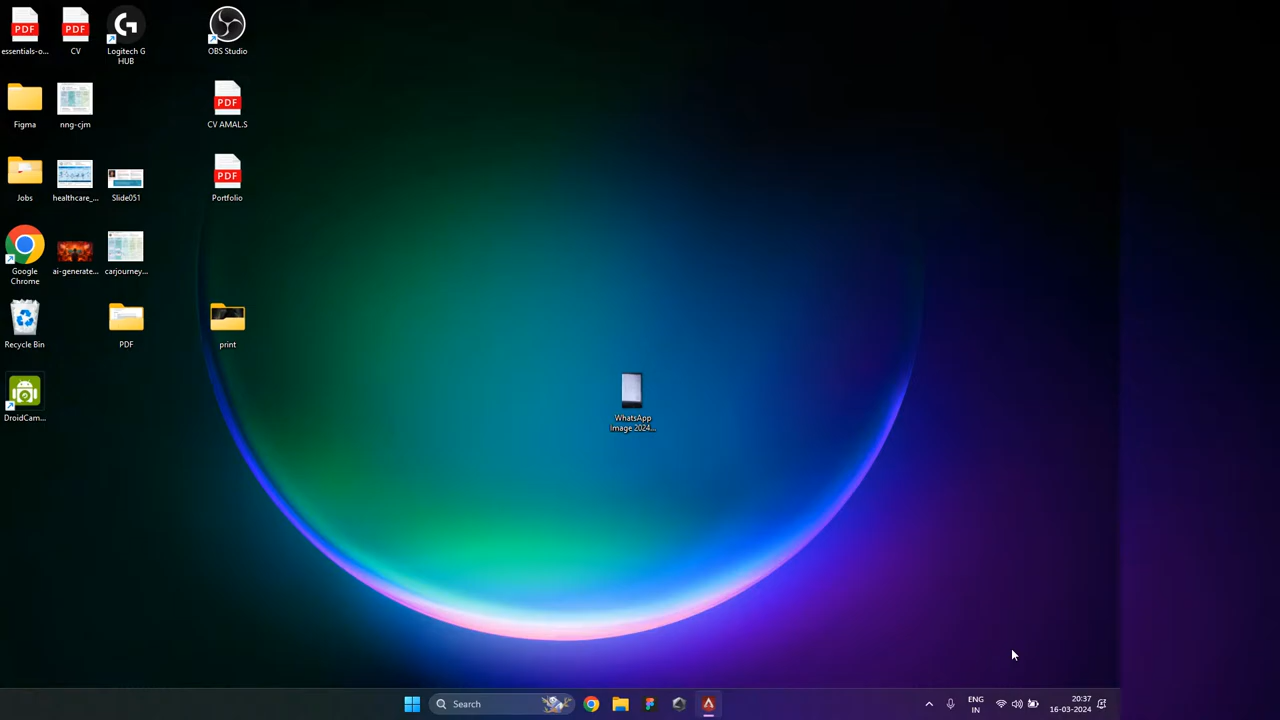 essentials-o...
CV
Logitech G
HUB
OBS Studio
Figma
nng-cjm
CV AMAL.S
Jobs
healthcare_...
Slide051
Portfolio
Google
Chrome
ai-generate...
carjourney...
Recycle Bin
PDF
print
DroidCam...
WhatsApp
Image 2024...
Search
ENG
IN
20:37
16-03-2024
PDF
PDF
PDF
PDF